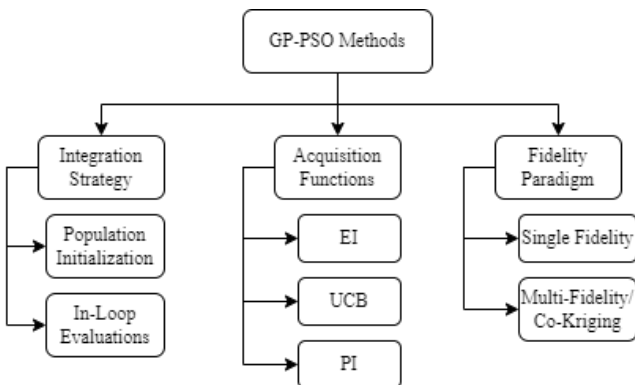 GP-PSO Methods
Integration
Strategy
Acquisition
Functions
Fidelity
Paradigm
Population
Initialization
EI
Single Fidelity
In-Loop
Evaluations
UCB
Multi-Fidelity/
Co-Kriging
PI